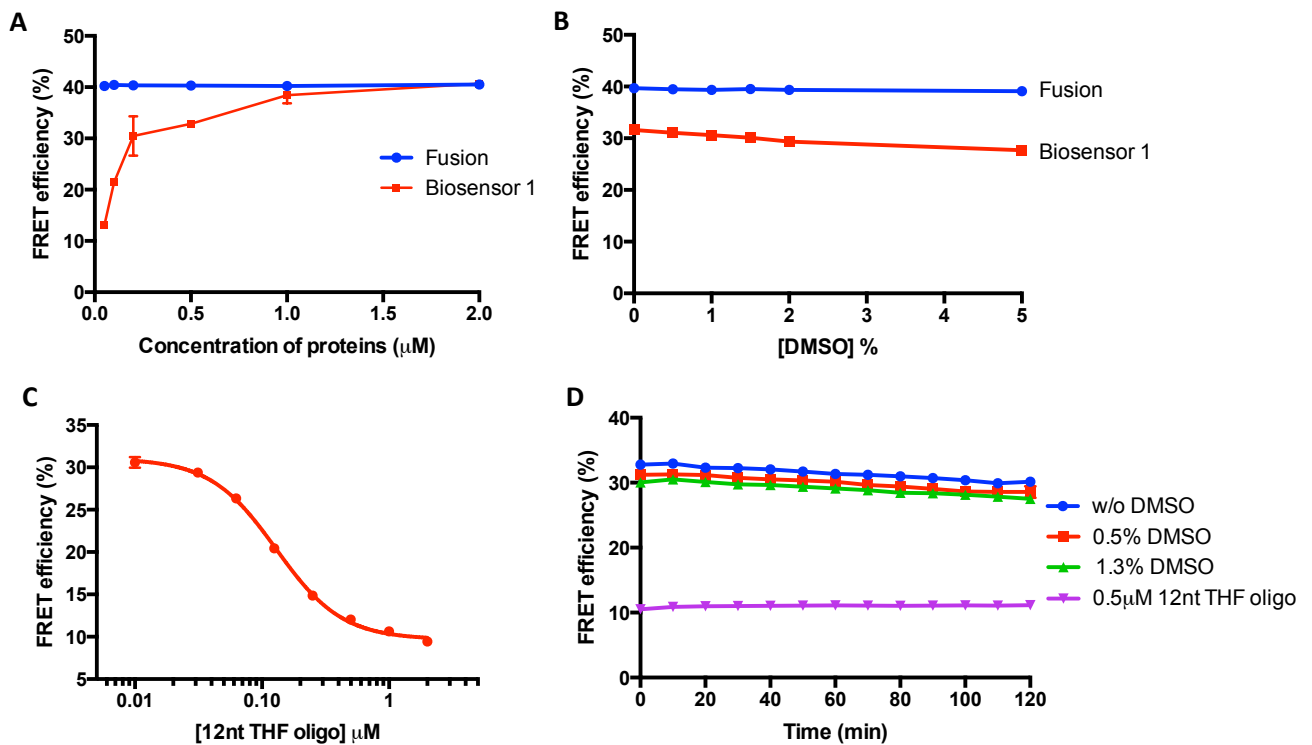 A
FRET efficiency (%)
50
40
30
20
10
0
0.0
0.5
1.0
1.5
2.0
Concentration of proteins (μM)
Fusion
Biosensor 1
B
FRET efficiency (%)
50
40
30
20
10
0
0
1
2
3
4
5
[DMSO] %
Fusion
Biosensor 1
C
FRET efficiency (%)
35
30
25
20
15
10
5
0.01
0.10
1
[12nt THF oligo] μM
D
FRET efficiency (%)
40
30
20
10
0
0
20
40
60
80
100
120
Time (min)
w/o DMSO
0.5% DMSO
1.3% DMSO
0.5μM 12nt THF oligo